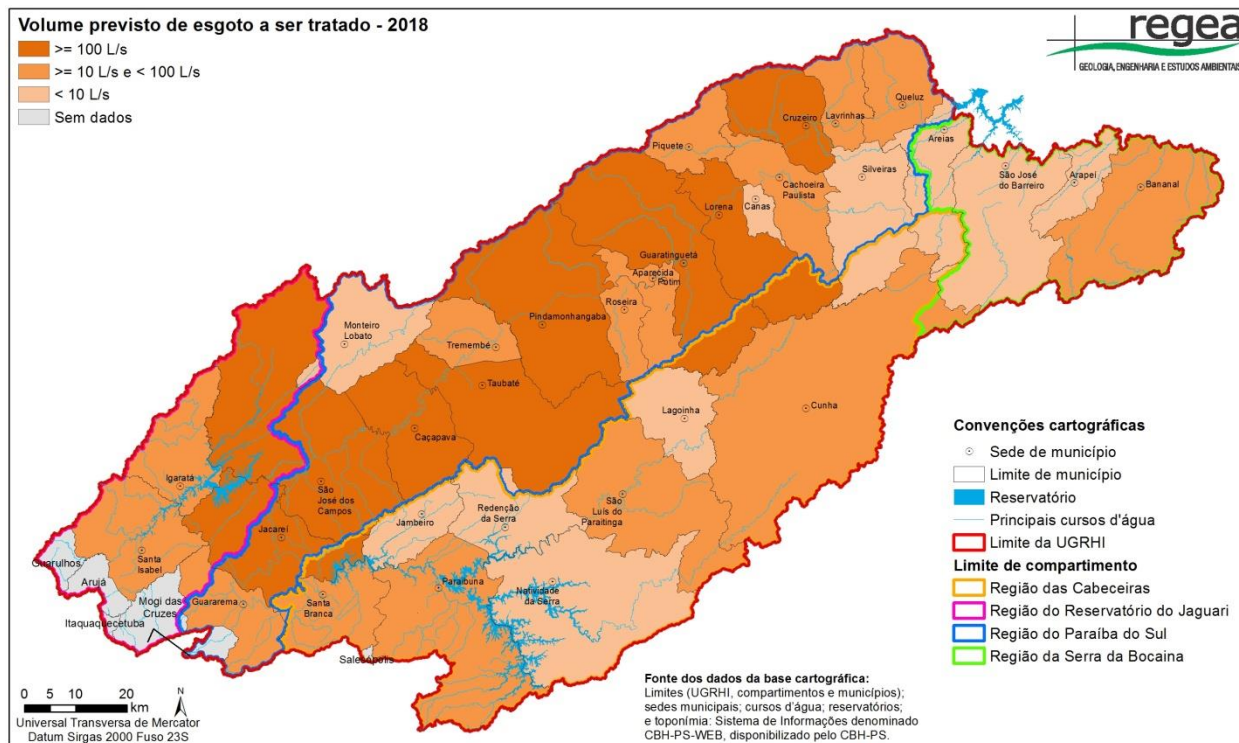 Volume previsto de esgoto a ser tratado - 2018
>= 100 L/s
>= 10 L/s e < 100 L/s
< 10 L/s
Sem dados
regea
GEOLOGIA, ENGENHARIA E ESTUDOS AMBIENTAIS
Queluz
Lavrinhas
Cruzeiro
Areias
Piquete
Silveiras
São José
do Barreiro
Arapeí
Bananal
Cachoeira
Paulista
Canas
Lorena
Guaratinguetá
Aparecida
Potim
Roseira
Pindamonhangaba
Monteiro
Lobato
Tremembé
Taubaté
Lagoinha
Cunha
Caçapava
Igaratá
São
José dos
Campos
São
Luís do
Paraitinga
Redenção
da Serra
Jambeiro
Jacareí
Santa
Isabel
Guarulhos
Arujá
Mogi das
Cruzes
Itaquaquecetuba
Guararema
Santa
Branca
Paraibuna
Natividade
da Serra
Salesópolis
Convenções cartográficas
Sede de município
Limite de município
Reservatório
Principais cursos d'água
Limite da UGRHI
Limite de compartimento
Região das Cabeceiras
Região do Reservatório do Jaguari
Região do Paraíba do Sul
Região da Serra da Bocaina
0 5 10 20
km
N
Universal Transversa de Mercator
Datum Sirgas 2000 Fuso 23S
Fonte dos dados da base cartográfica:
Limites (UGRHI, compartimentos e municípios);
sedes municipais; cursos d'água; reservatórios;
e toponímia: Sistema de Informações denominado
CBH-PS-WEB, disponibilizado pelo CBH-PS.